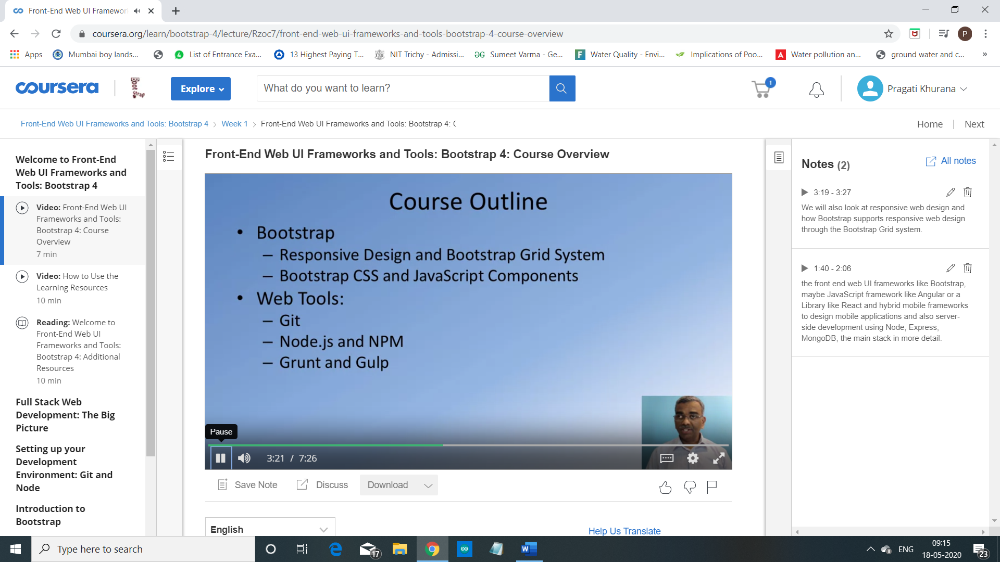 Front-End Web UI Framewor
coursera.org/learn/bootstrap-4/lecture/Rzoc7/front-end-web-ui-frameworks-and-tools-bootstrap-4-course-overview
P
Apps
Mumbai boy lands...
4
List of Entrance Exa...
13 Highest Paying T...
NIT Trichy - Admissi...
Sumeet Varma - Ge...
F
Water Quality - Envi...
Implications of Poo...
A
Water pollution an...
ground water and c...
»
coursera
Bootstrap
Explore
What do you want to learn?
1
Pragati Khurana
Front-End Web UI Frameworks and Tools: Bootstrap 4 > Week 1 > Front-End Web UI Frameworks and Tools: Bootstrap 4: C
Home | Next
Welcome to Front-End
Web UI Frameworks and
Tools: Bootstrap 4
Video: Front-End Web UI
Frameworks and Tools:
Bootstrap 4: Course
Overview
7 min
Video: How to Use the
Learning Resources
10 min
Reading: Welcome to
Front-End Web UI
Frameworks and Tools:
Bootstrap 4: Additional
Resources
10 min
Full Stack Web
Development: The Big
Picture
Setting up your
Development
Environment: Git and
Node
Introduction to
Bootstrap
Front-End Web UI Frameworks and Tools: Bootstrap 4: Course Overview
Course Outline
• Bootstrap
– Responsive Design and Bootstrap Grid System
– Bootstrap CSS and JavaScript Components
• Web Tools:
– Git
– Node.js and NPM
– Grunt and Gulp
Pause
3:21 / 7:26
Save Note
Discuss
Download
English
Help Us Translate
Notes (2)
All notes
3:19 - 3:27
We will also look at responsive web design and
how Bootstrap supports responsive web design
through the Bootstrap Grid system.
1:40 - 2:06
the front end web UI frameworks like Bootstrap,
maybe JavaScript framework like Angular or a
Library like React and hybrid mobile frameworks
to design mobile applications and also server-
side development using Node, Express,
MongoDB, the main stack in more detail.
Type here to search
17
W
ENG
09:15
18-05-2020
23